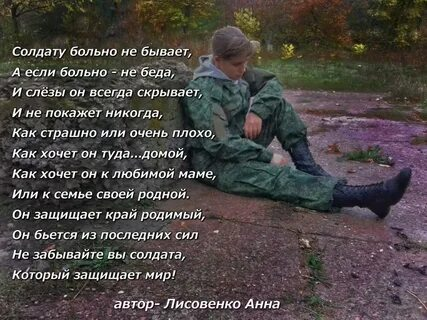 Солдату больно не бывает,
А если больно - не беда,
И слёзы он всегда скрывает,
И не покажет никогда,
Как страшно или очень плохо,
Как хочет он туда...домой,
Как хочет он к любимой маме,
Или к семье своей родной.
Он защищает край родимый,
Он бьется из последних сил
Не забывайте вы солдата,
Который защищает мир!
автор- Лисовенко Анна